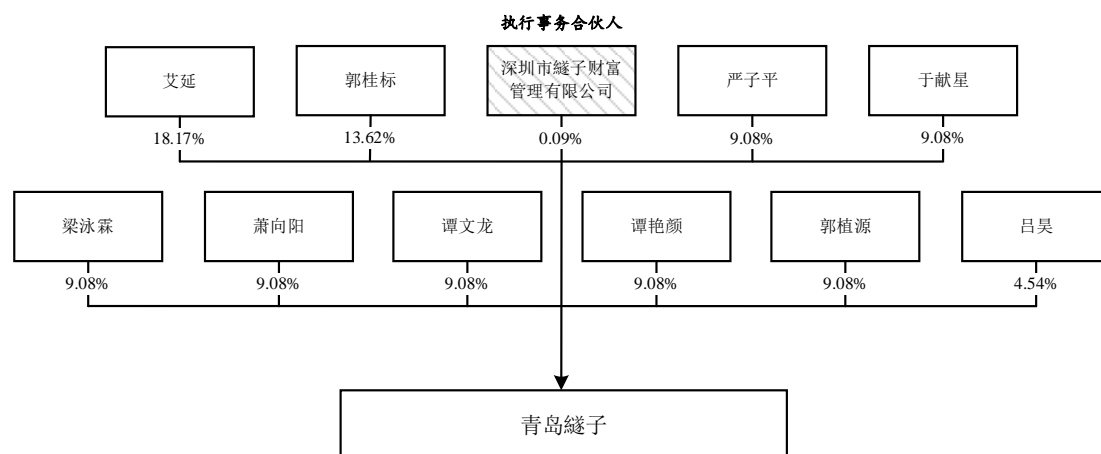 执行事务合伙人
艾延
郭桂标
深圳市繸子财富
管理有限公司
严子平
于献星
18.17%
13.62%
0.09%
9.08%
9.08%
梁泳霖
萧向阳
谭文龙
谭艳颜
郭植源
吕昊
9.08%
9.08%
9.08%
9.08%
9.08%
4.54%
青岛繸子